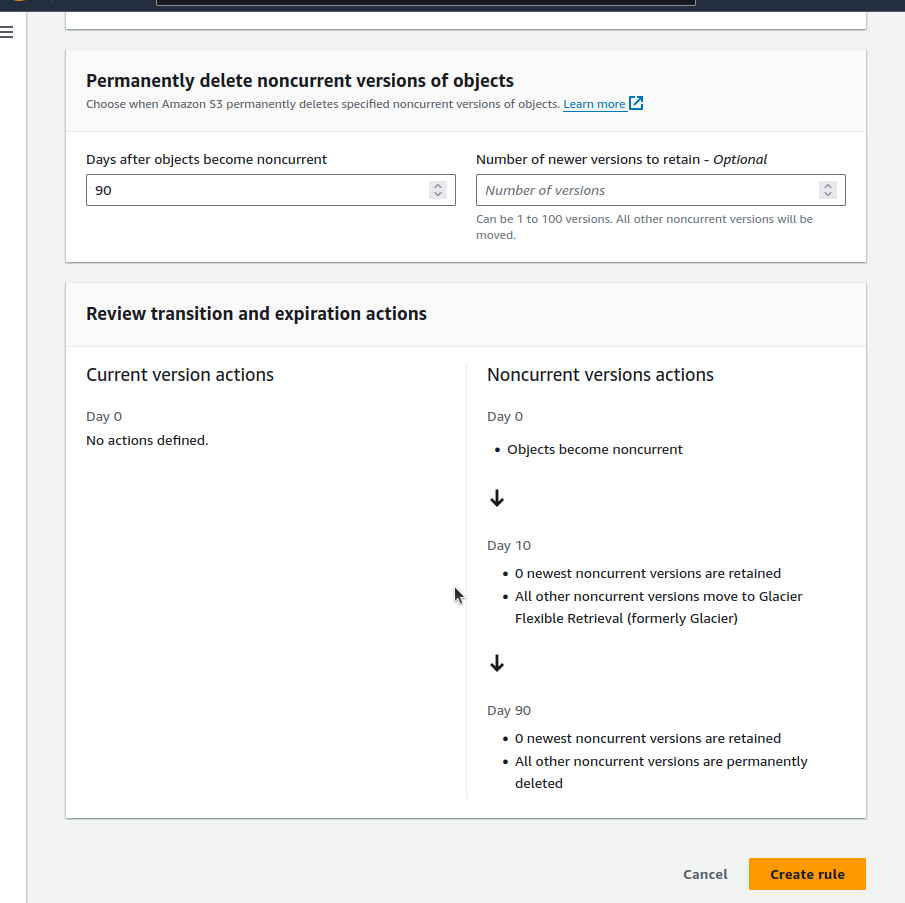 Permanently delete noncurrent versions of objects
Choose when Amazon S3 permanently deletes specified noncurrent versions of objects. Learn more
Days after objects become noncurrent
90
Number of newer versions to retain - Optional
Number of versions
Can be 1 to 100 versions. All other noncurrent versions will be
moved.
Review transition and expiration actions
Current version actions
Day 0
No actions defined.
Noncurrent versions actions
Day 0
• Objects become noncurrent
Day 10
• 0 newest noncurrent versions are retained
• All other noncurrent versions move to Glacier
Flexible Retrieval (formerly Glacier)
Day 90
• 0 newest noncurrent versions are retained
• All other noncurrent versions are permanently
deleted
Cancel
Create rule